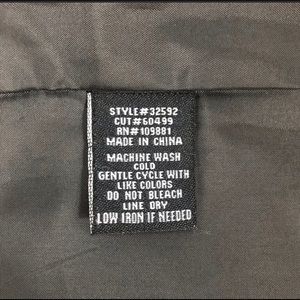 STYLE#32592
CUT#60499
RN#109881
MADE IN CHINA
MACHINE WASH
COLD
GENTLE CYCLE WITH
LIKE COLORS
DO NOT BLEACH
LINE DRY
LOW IRON IF NEEDED